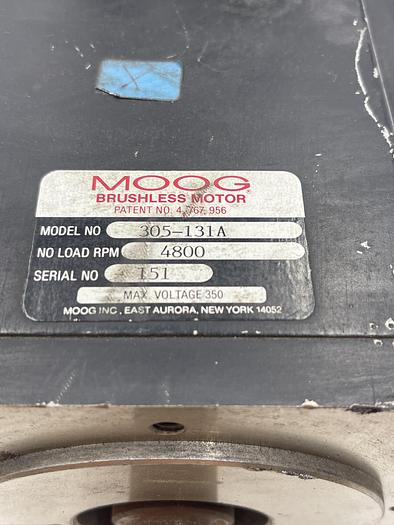 X
MOOG
BRUSHLESS MOTOR
PATENT NO. 4,767,956
MODEL NO 305-131A
NO LOAD RPM 4800
SERIAL NO 151
MAX. VOLTAGE 350
MOOG INC., EAST AURORA, NEW YORK 14052